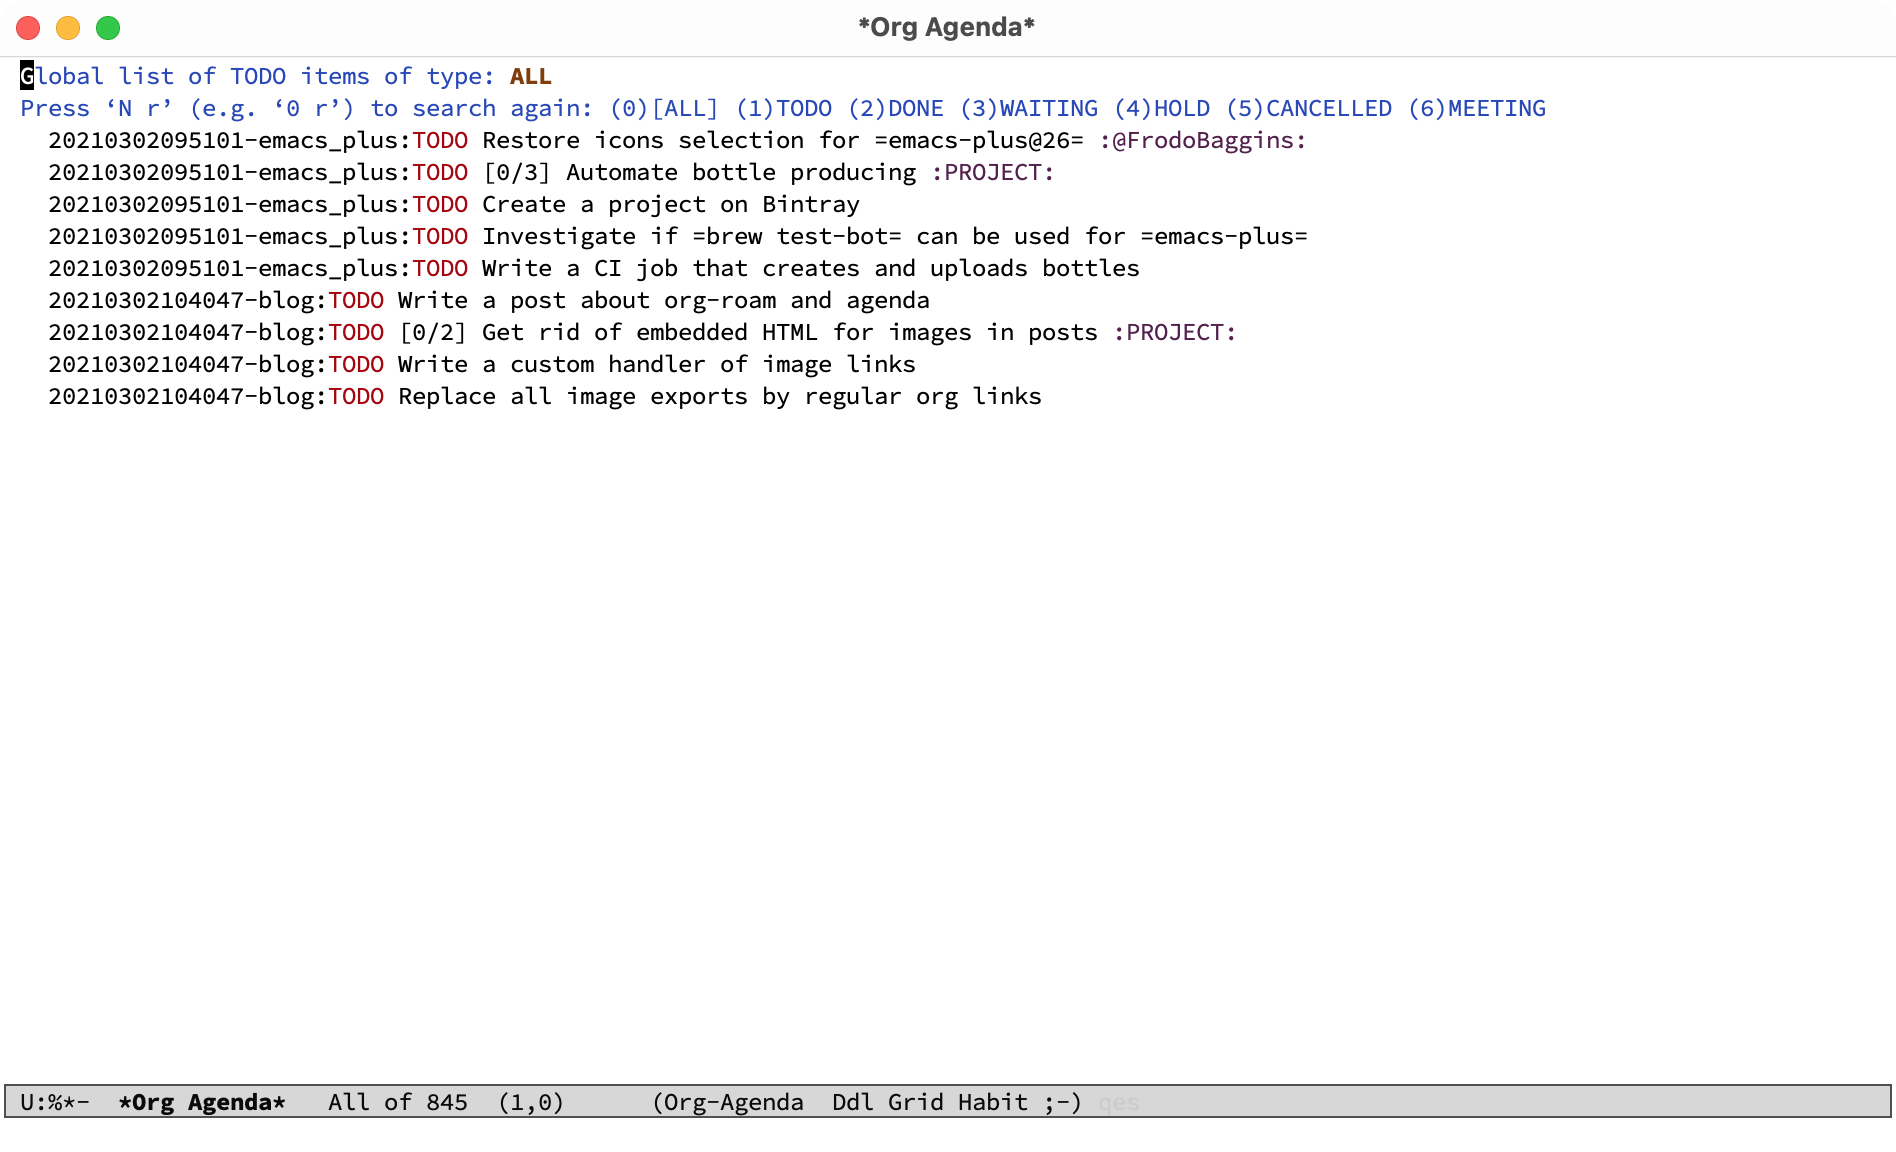 *Org Agenda*
Global list of TODO items of type: ALL
Press ‘N r’ (e.g. ‘0 r’) to search again: (0)[ALL] (1)TODO (2)DONE (3)WAITING (4)HOLD (5)CANCELLED (6)MEETING
20210302095101-emacs_plus:TODO Restore icons selection for =emacs-plus@26= :@FrodoBaggins:
20210302095101-emacs_plus:TODO [0/3] Automate bottle producing :PROJECT:
20210302095101-emacs_plus:TODO Create a project on Bintray
20210302095101-emacs_plus:TODO Investigate if =brew test-bot= can be used for =emacs-plus=
20210302095101-emacs_plus:TODO Write a CI job that creates and uploads bottles
20210302104047-blog:TODO Write a post about org-roam and agenda
20210302104047-blog:TODO [0/2] Get rid of embedded HTML for images in posts :PROJECT:
20210302104047-blog:TODO Write a custom handler of image links
20210302104047-blog:TODO Replace all image exports by regular org links
U:%*- *Org Agenda* All of 845 (1,0) (Org-Agenda Ddl Grid Habit ;-) qes